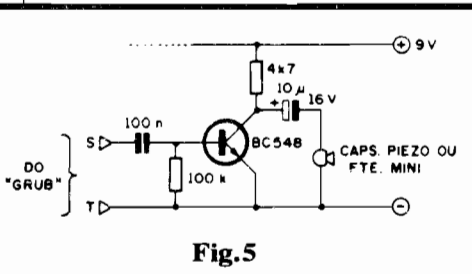 + 9V
4k7
10µ
+ 16V
100n
S
BC548
CAPS. PIEZO OU
FTE. MINI
DO
"GRUB"
100k
T
−
Fig.5